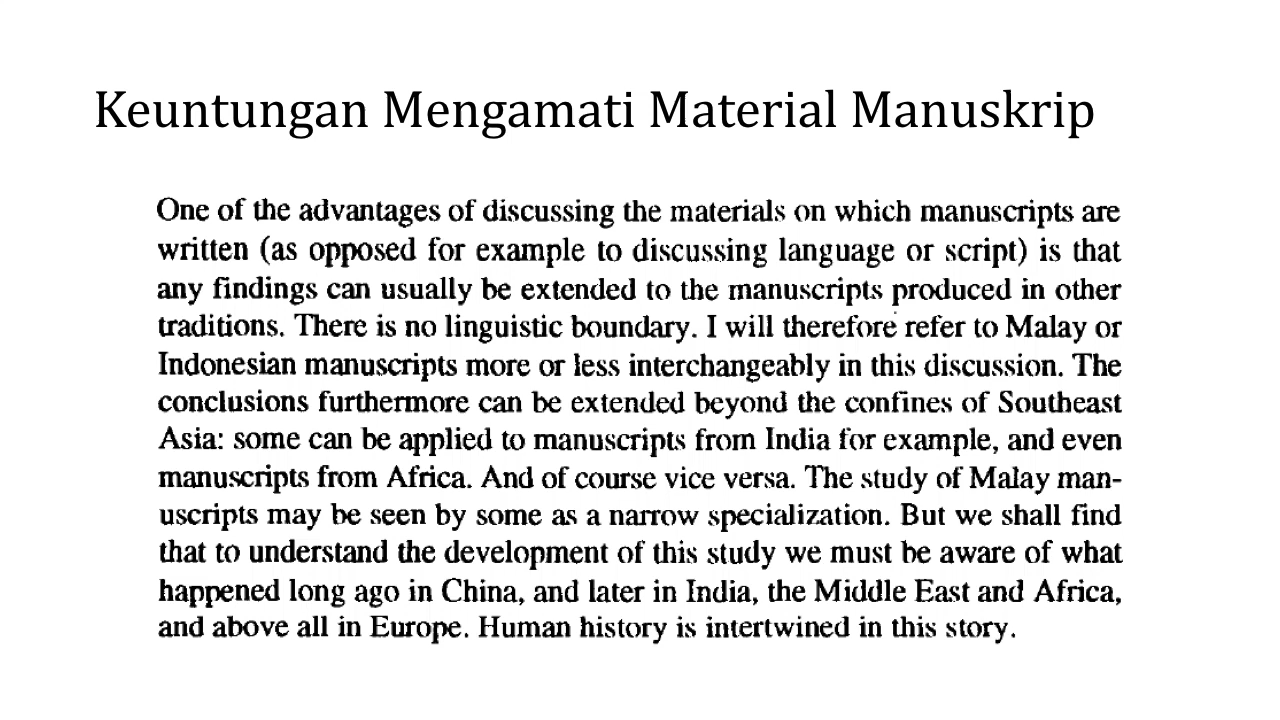 Keuntungan Mengamati Material Manuskrip
One of the advantages of discussing the materials on which manuscripts are
written (as opposed for example to discussing language or script) is that
any findings can usually be extended to the manuscripts produced in other
traditions. There is no linguistic boundary. I will therefore refer to Malay or
Indonesian manuscripts more or less interchangeably in this discussion. The
conclusions furthermore can be extended beyond the confines of Southeast
Asia: some can be applied to manuscripts from India for example, and even
manuscripts from Africa. And of course vice versa. The study of Malay man-
uscripts may be seen by some as a narrow specialization. But we shall find
that to understand the development of this study we must be aware of what
happened long ago in China, and later in India, the Middle East and Africa,
and above all in Europe. Human history is intertwined in this story.